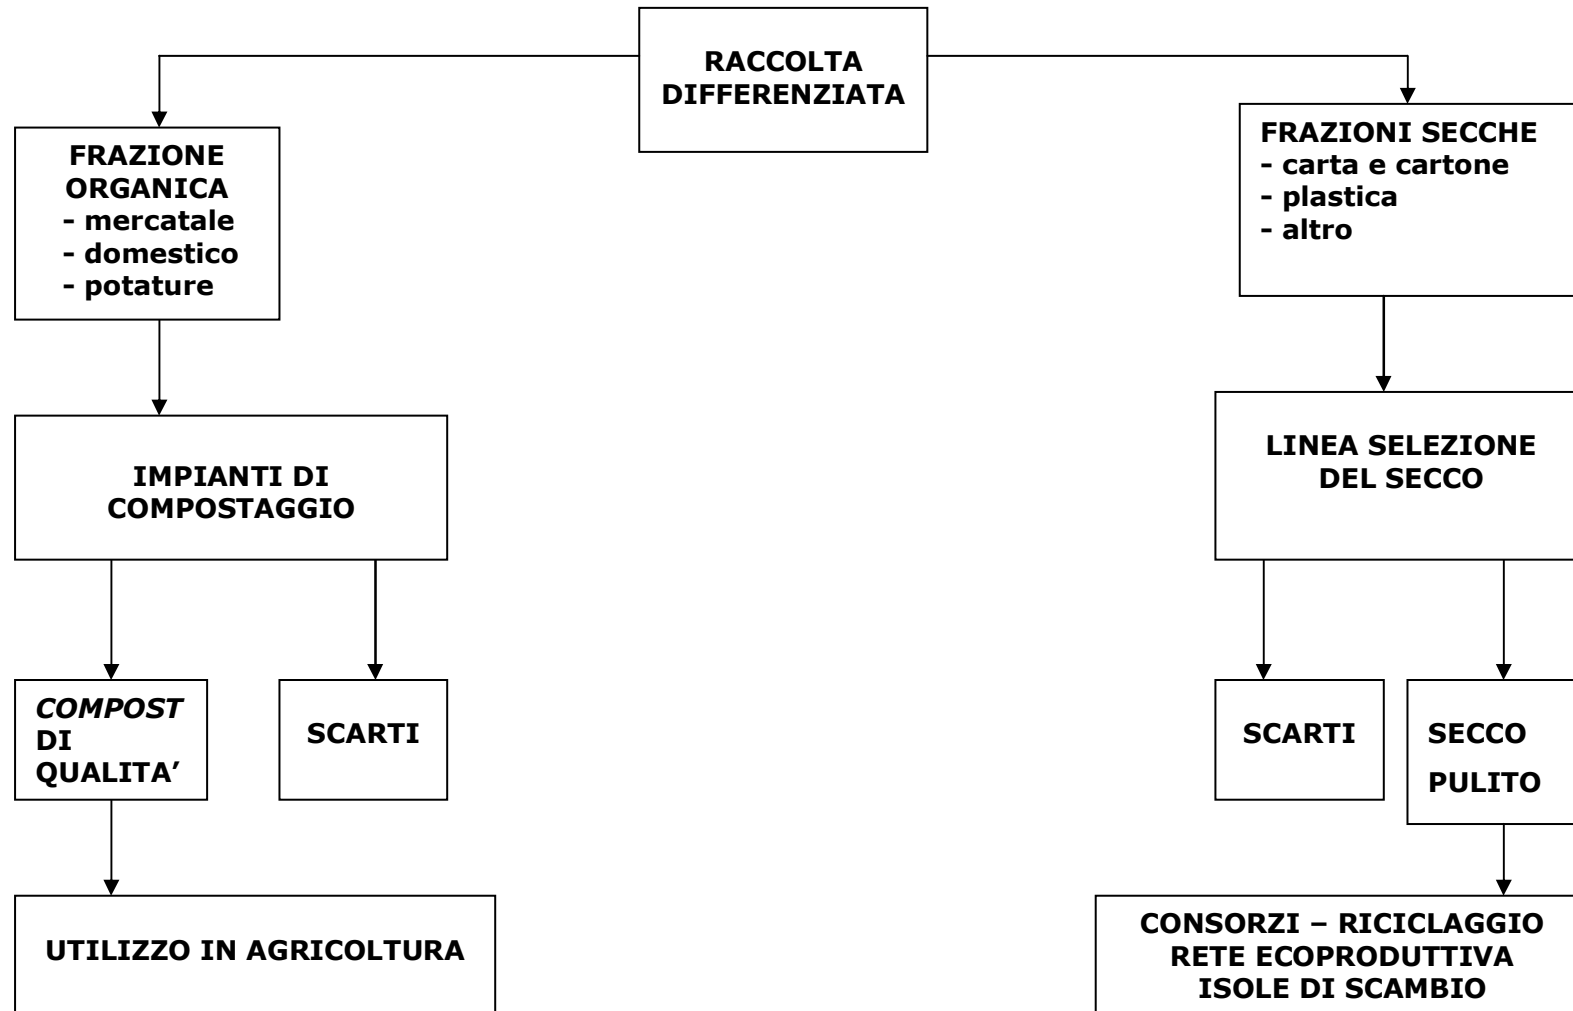 RACCOLTA
DIFFERENZIATA
FRAZIONE
ORGANICA
- mercatale
- domestico
- potature
FRAZIONI SECCHE
- carta e cartone
- plastica
- altro
IMPIANTI DI
COMPOSTAGGIO
LINEA SELEZIONE
DEL SECCO
COMPOST
DI
QUALITA’
SCARTI
SCARTI
SECCO
PULITO
UTILIZZO IN AGRICOLTURA
CONSORZI – RICICLAGGIO
RETE ECOPRODUTTIVA
ISOLE DI SCAMBIO